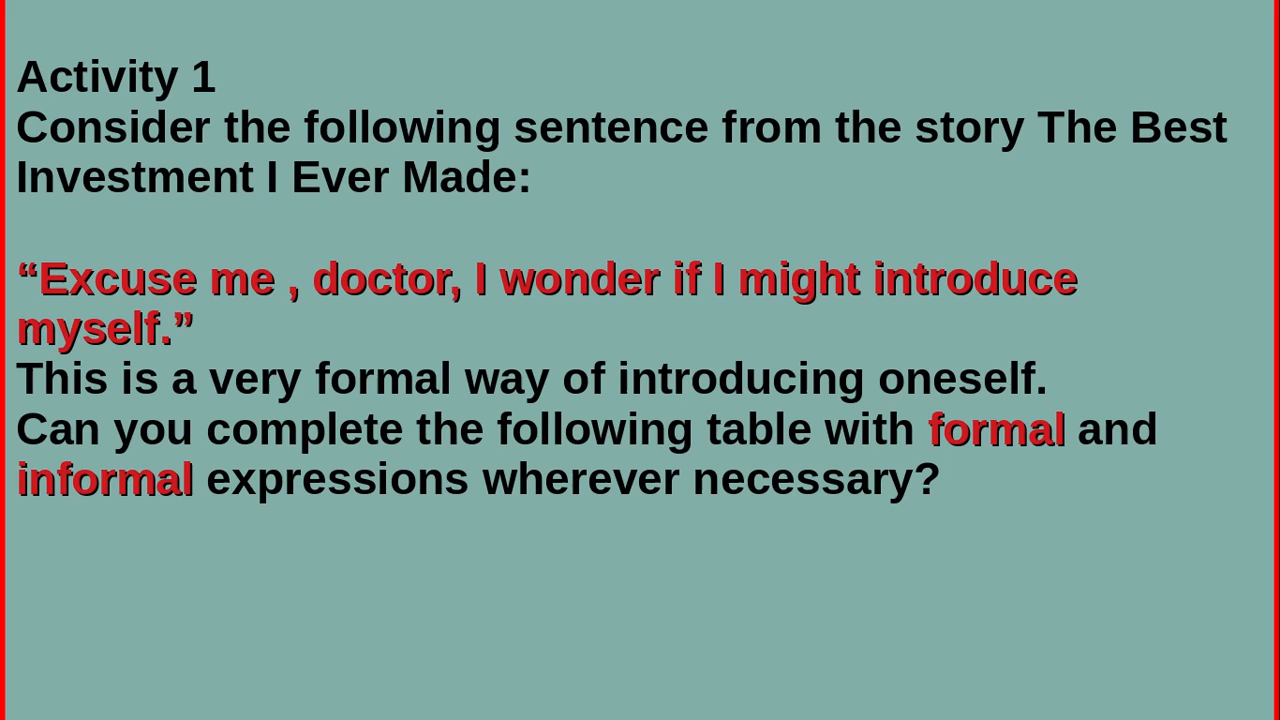 Activity 1
Consider the following sentence from the story The Best
Investment I Ever Made:
“Excuse me , doctor, I wonder if I might introduce
myself.”
This is a very formal way of introducing oneself.
Can you complete the following table with formal and
informal expressions wherever necessary?